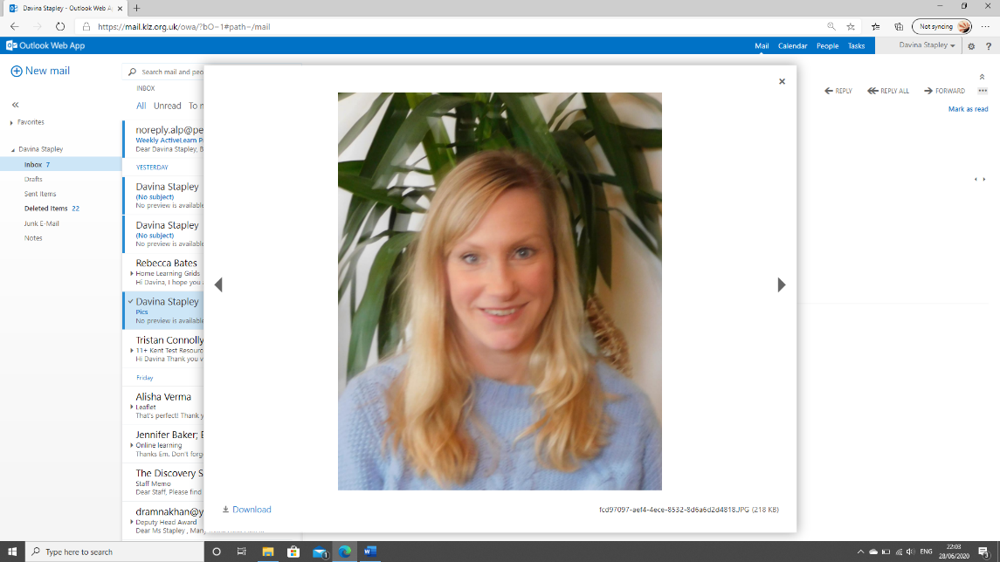 Davina Stapley - Outlook Web A
https://mail.klz.org.uk/owa/?bO=1#path=/mail
Not syncing
Outlook Web App
Mail Calendar People Tasks
Davina Stapley
?
New mail
Search mail and peo
INBOX
All Unread To m
REPLY REPLY ALL FORWARD
Mark as read
Favorites
Davina Stapley
Inbox 7
Drafts
Sent Items
Deleted Items 22
Junk E-Mail
Notes
noreply.alp@pe
Weekly ActiveLearn P
Dear Davina Stapley, B
YESTERDAY
Davina Stapley
(No subject)
No preview is available
Davina Stapley
(No subject)
No preview is available
Rebecca Bates
Home Learning Grids
Hi Davina, I hope you
Davina Stapley
Pics
No preview is available
Tristan Connolly
11+ Kent Test Resourc
Hi Davina Thank you v
Friday
Alisha Verma
Leaflet
That's perfect! Thank y
Jennifer Baker; E
Online learning
Thanks Em. Don't forg
The Discovery S
Staff Memo
Dear Staff, Please find
dramnakhan@y
Deputy Head Award
Dear Ms Stapley , Man
Download
fcd97097-aef4-4ece-8532-8d6a6d2d4818.JPG (218 KB)
Type here to search
1
ENG
22:03
28/06/2020